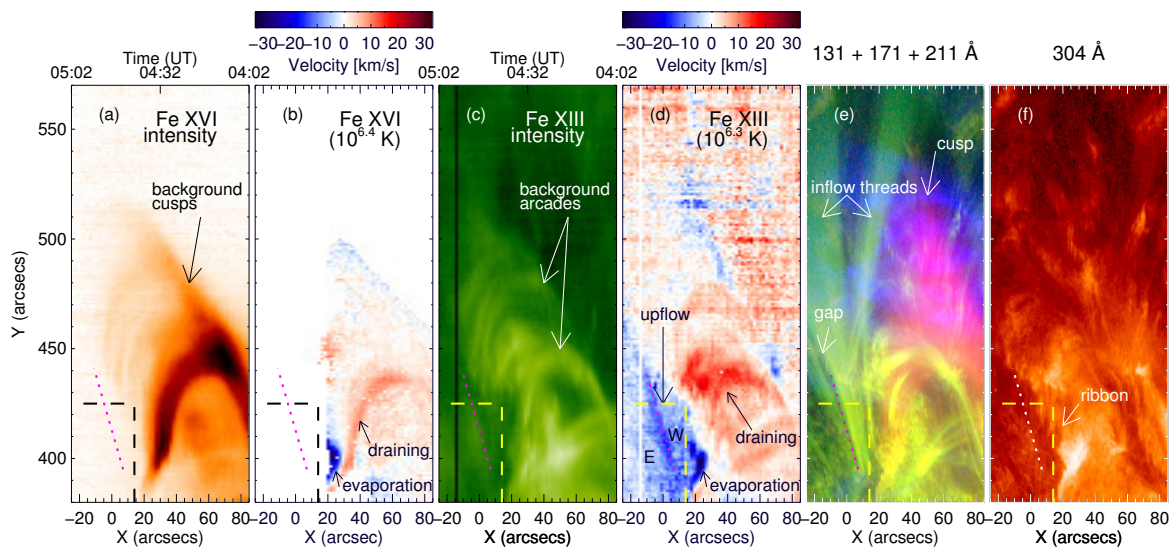 −30−20−10 0 10 20 30
Velocity [km/s]
−30−20−10 0 10 20 30
Velocity [km/s]
Time (UT)
05:02 04:32 04:02
Time (UT)
05:02 04:32 04:02
131 + 171 + 211 Å
304 Å
(a) Fe XVI
intensity
background
cusps
(b) Fe XVI
(10^6.4 K)
draining
evaporation
(c) Fe XIII
intensity
background
arcades
(d) Fe XIII
(10^6.3 K)
upflow
W
E
draining
evaporation
(e)
cusp
inflow threads
gap
(f)
ribbon
Y (arcsecs)
550
500
450
400
−20 0 20 40 60 80
X (arcsecs)
−20 0 20 40 60 80
X (arcsec)
−20 0 20 40 60 80
X (arcsecs)
−20 0 20 40 60 80
X (arcsecs)
−20 0 20 40 60 80
X (arcsecs)
−20 0 20 40 60 80
X (arcsecs)